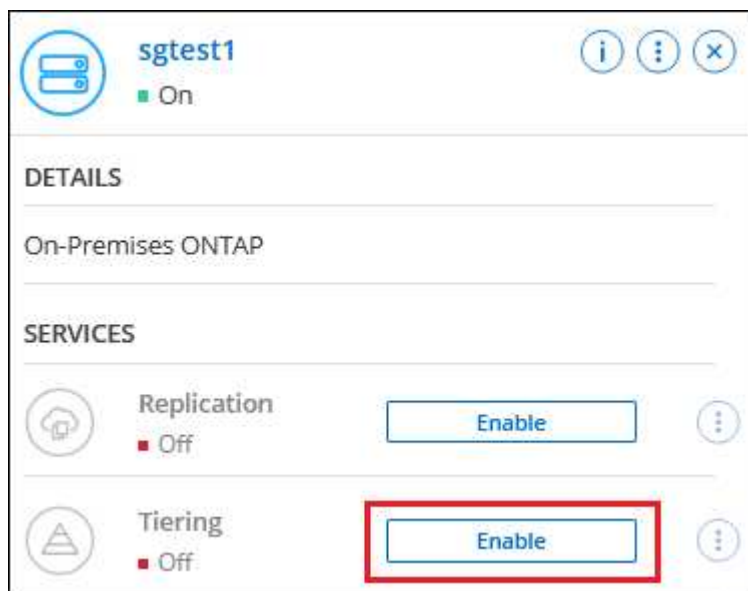 sgtest1
On
DETAILS
On-Premises ONTAP
SERVICES
Replication
Off
Enable
Tiering
Off
Enable